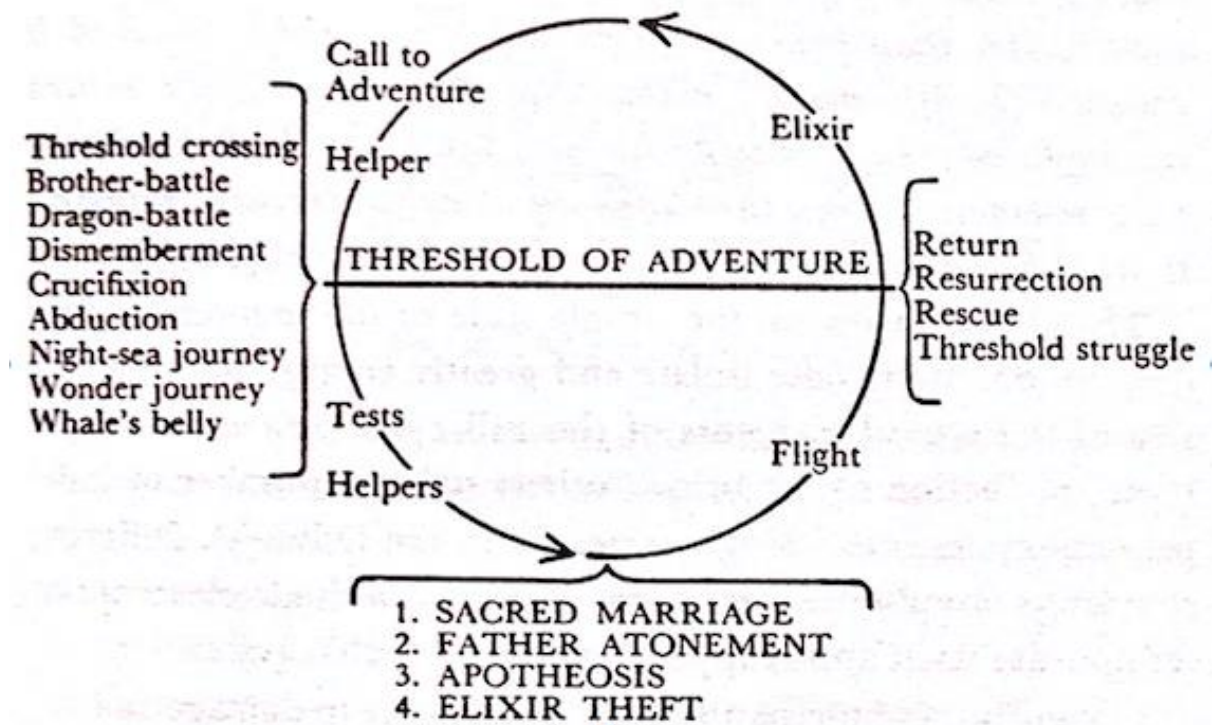 Call to
Adventure
Helper
Elixir
Threshold crossing
Brother-battle
Dragon-battle
Dismemberment
Crucifixion
Abduction
Night-sea journey
Wonder journey
Whale's belly
THRESHOLD OF ADVENTURE
Return
Resurrection
Rescue
Threshold struggle
Tests
Helpers
Flight
1. SACRED MARRIAGE
2. FATHER ATONEMENT
3. APOTHEOSIS
4. ELIXIR THEFT